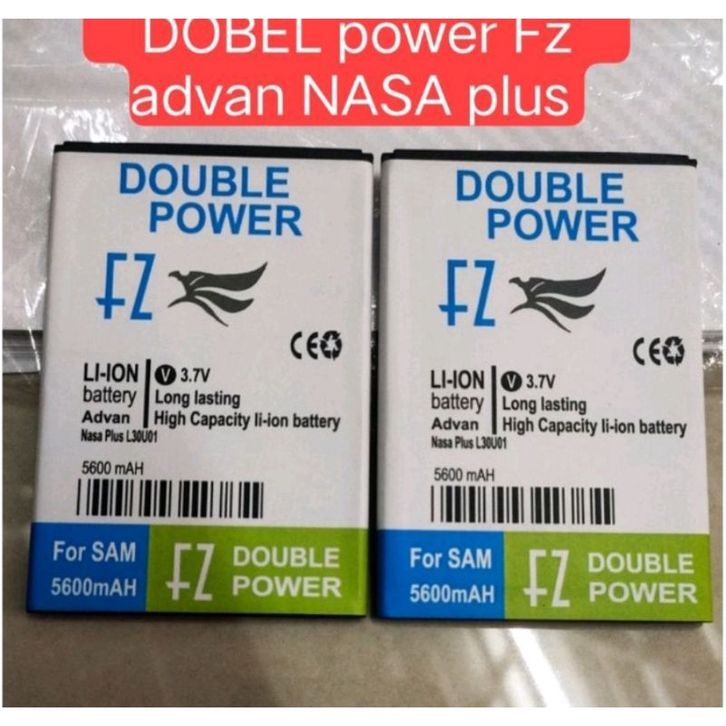 DOBEL power Fz
advan NASA plus
DOUBLE
POWER
FZ
CE
LI-ION
battery
Advan
V 3.7V
Long lasting
High Capacity li-ion battery
Nasa Plus L30U01
5600 mAH
For SAM
5600mAH
FZ
DOUBLE
POWER
DOUBLE
POWER
FZ
CE
LI-ION
battery
Advan
V 3.7V
Long lasting
High Capacity li-ion battery
Nasa Plus L30U01
5600 mAH
For SAM
5600mAH
FZ
DOUBLE
POWER